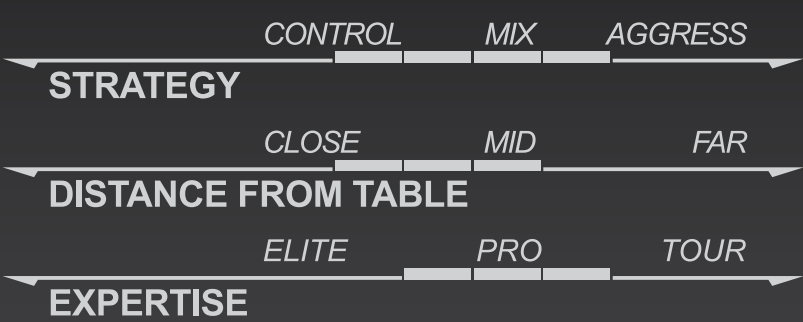 CONTROL MIX AGGRESS
STRATEGY
CLOSE MID FAR
DISTANCE FROM TABLE
ELITE PRO TOUR
EXPERTISE